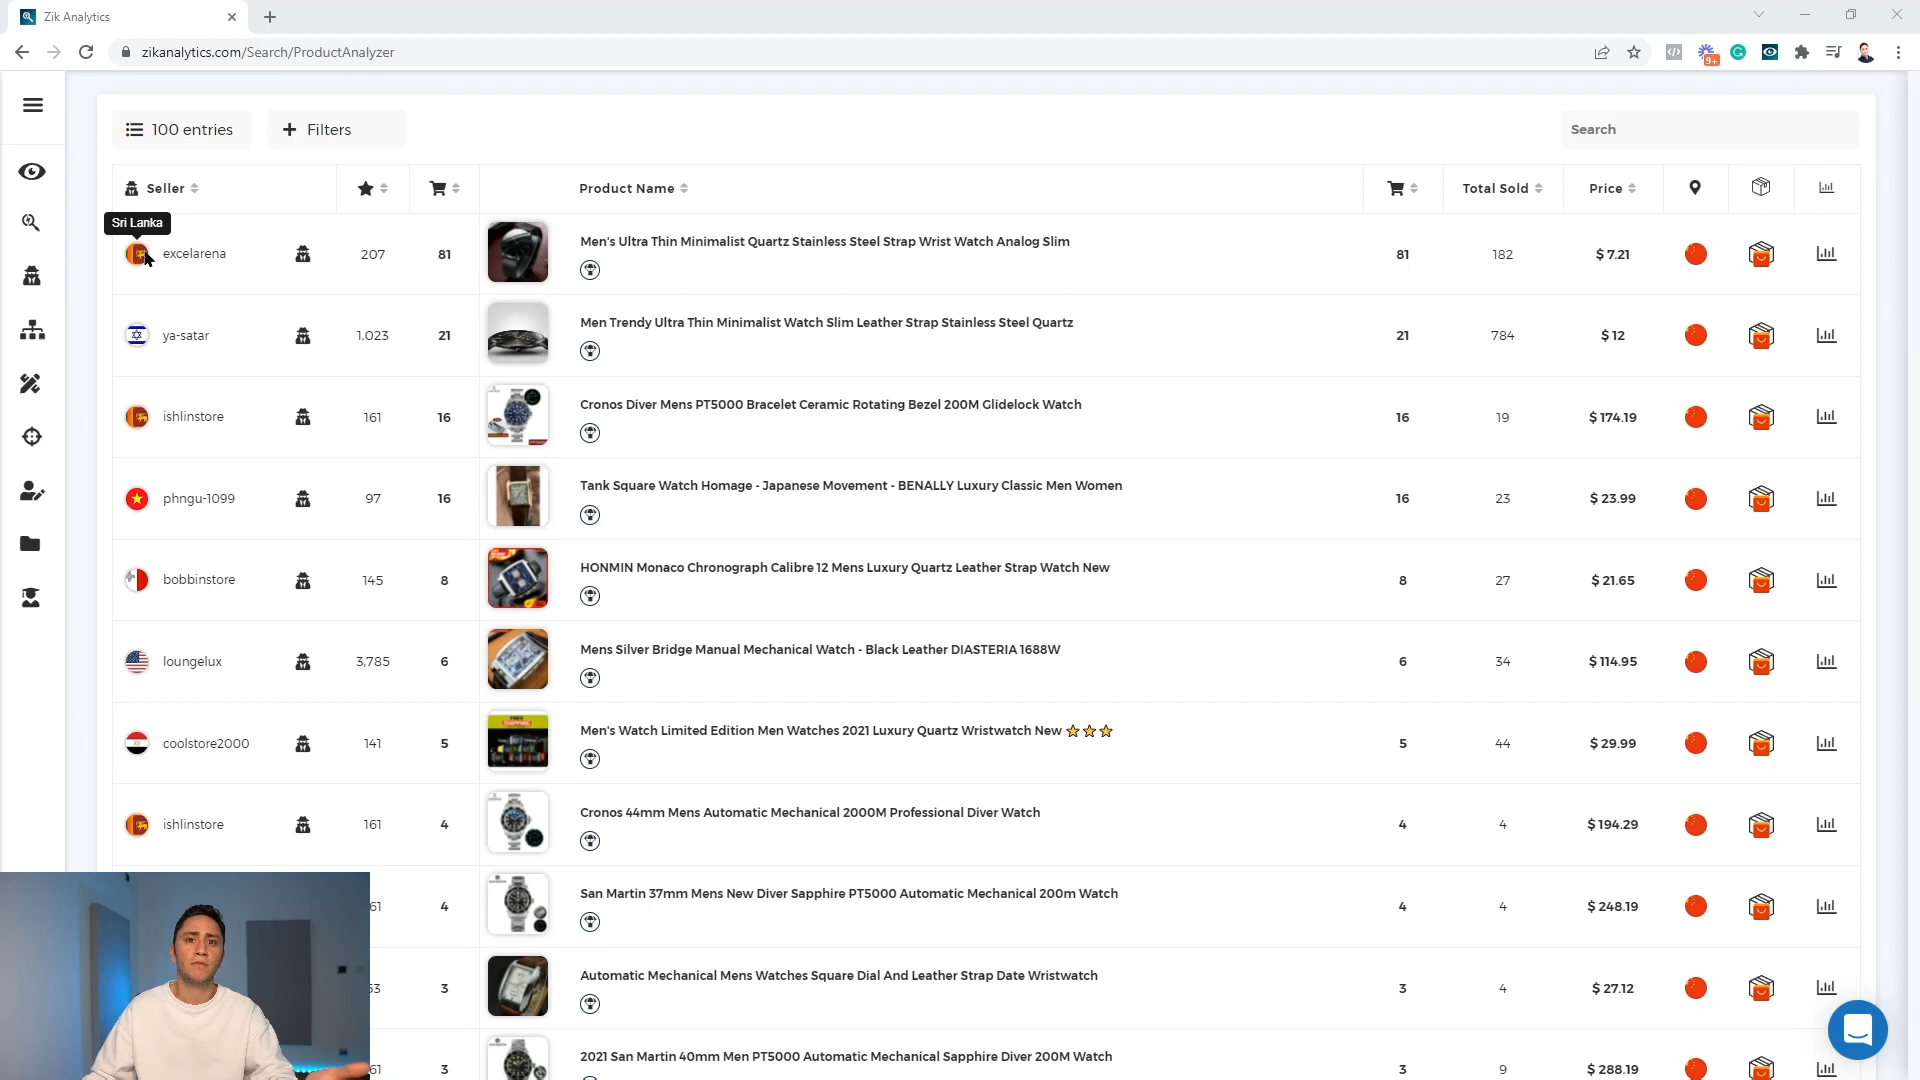 Zik Analytics
zikanalytics.com/Search/ProductAnalyzer
9+
100 entries
Filters
Search
Seller
Product Name
Total Sold
Price
Sri Lanka
excelarena 207 81 Men's Ultra Thin Minimalist Quartz Stainless Steel Strap Wrist Watch Analog Slim 81 182 $ 7.21
ya-satar 1,023 21 Men Trendy Ultra Thin Minimalist Watch Slim Leather Strap Stainless Steel Quartz 21 784 $ 12
ishlinstore 161 16 Cronos Diver Mens PT5000 Bracelet Ceramic Rotating Bezel 200M Glidelock Watch 16 19 $ 174.19
phngu-1099 97 16 Tank Square Watch Homage - Japanese Movement - BENALLY Luxury Classic Men Women 16 23 $ 23.99
bobbinstore 145 8 HONMIN Monaco Chronograph Calibre 12 Mens Luxury Quartz Leather Strap Watch New 8 27 $ 21.65
loungelux 3,785 6 Mens Silver Bridge Manual Mechanical Watch - Black Leather DIASTERIA 1688W 6 34 $ 114.95
coolstore2000 141 5 Men's Watch Limited Edition Men Watches 2021 Luxury Quartz Wristwatch New 5 44 $ 29.99
ishlinstore 161 4 Cronos 44mm Mens Automatic Mechanical 2000M Professional Diver Watch 4 4 $ 194.29
61 4 San Martin 37mm Mens New Diver Sapphire PT5000 Automatic Mechanical 200m Watch 4 4 $ 248.19
53 3 Automatic Mechanical Mens Watches Square Dial And Leather Strap Date Wristwatch 3 4 $ 27.12
61 3 2021 San Martin 40mm Men PT5000 Automatic Mechanical Sapphire Diver 200M Watch 3 9 $ 288.19